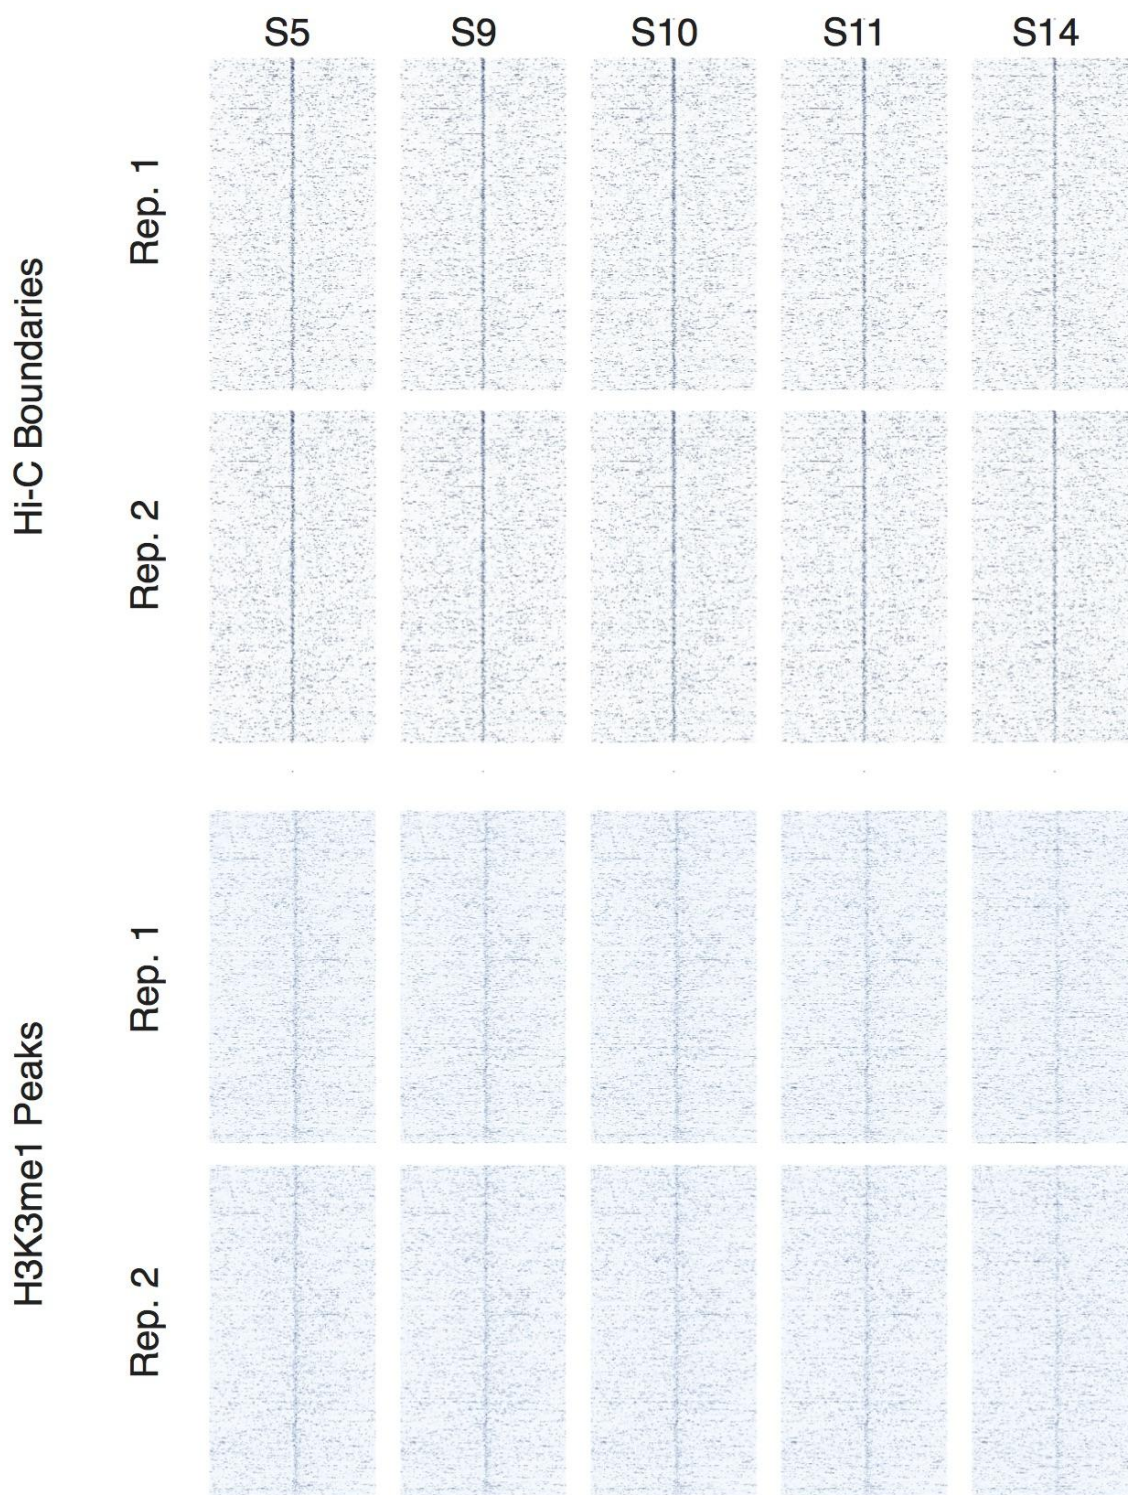 S5 S9 S10 S11 S14
Hi-C Boundaries
Rep. 1
Rep. 2
H3K3me1 Peaks
Rep. 1
Rep. 2